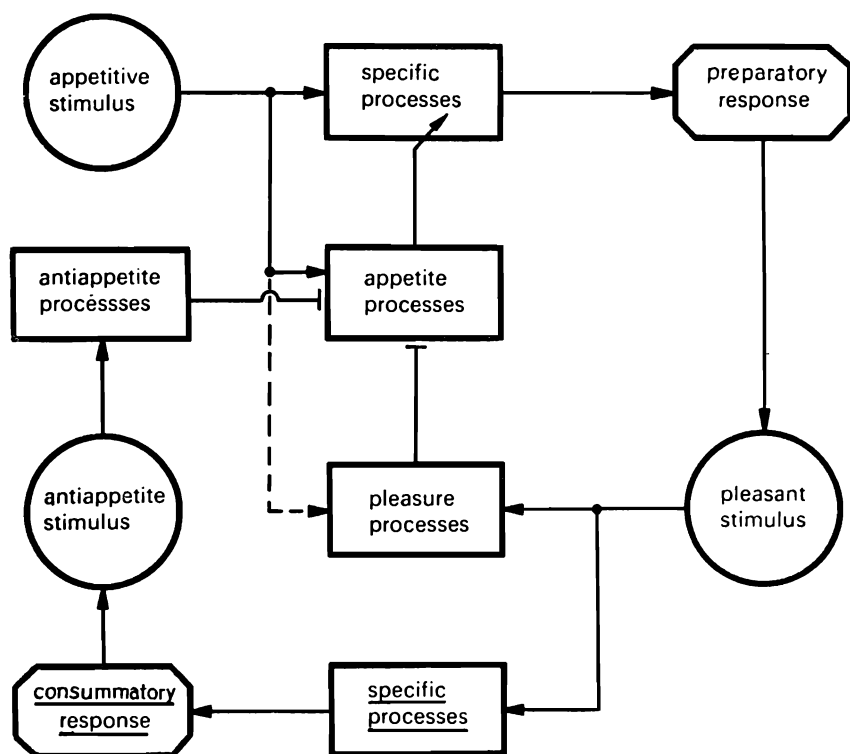 appetitive
stimulus
specific
processes
preparatory
response
antiappetite
procėssses
appetite
processes
antiappetite
stimulus
pleasure
processes
pleasant
stimulus
consummatory
response
specific
processes